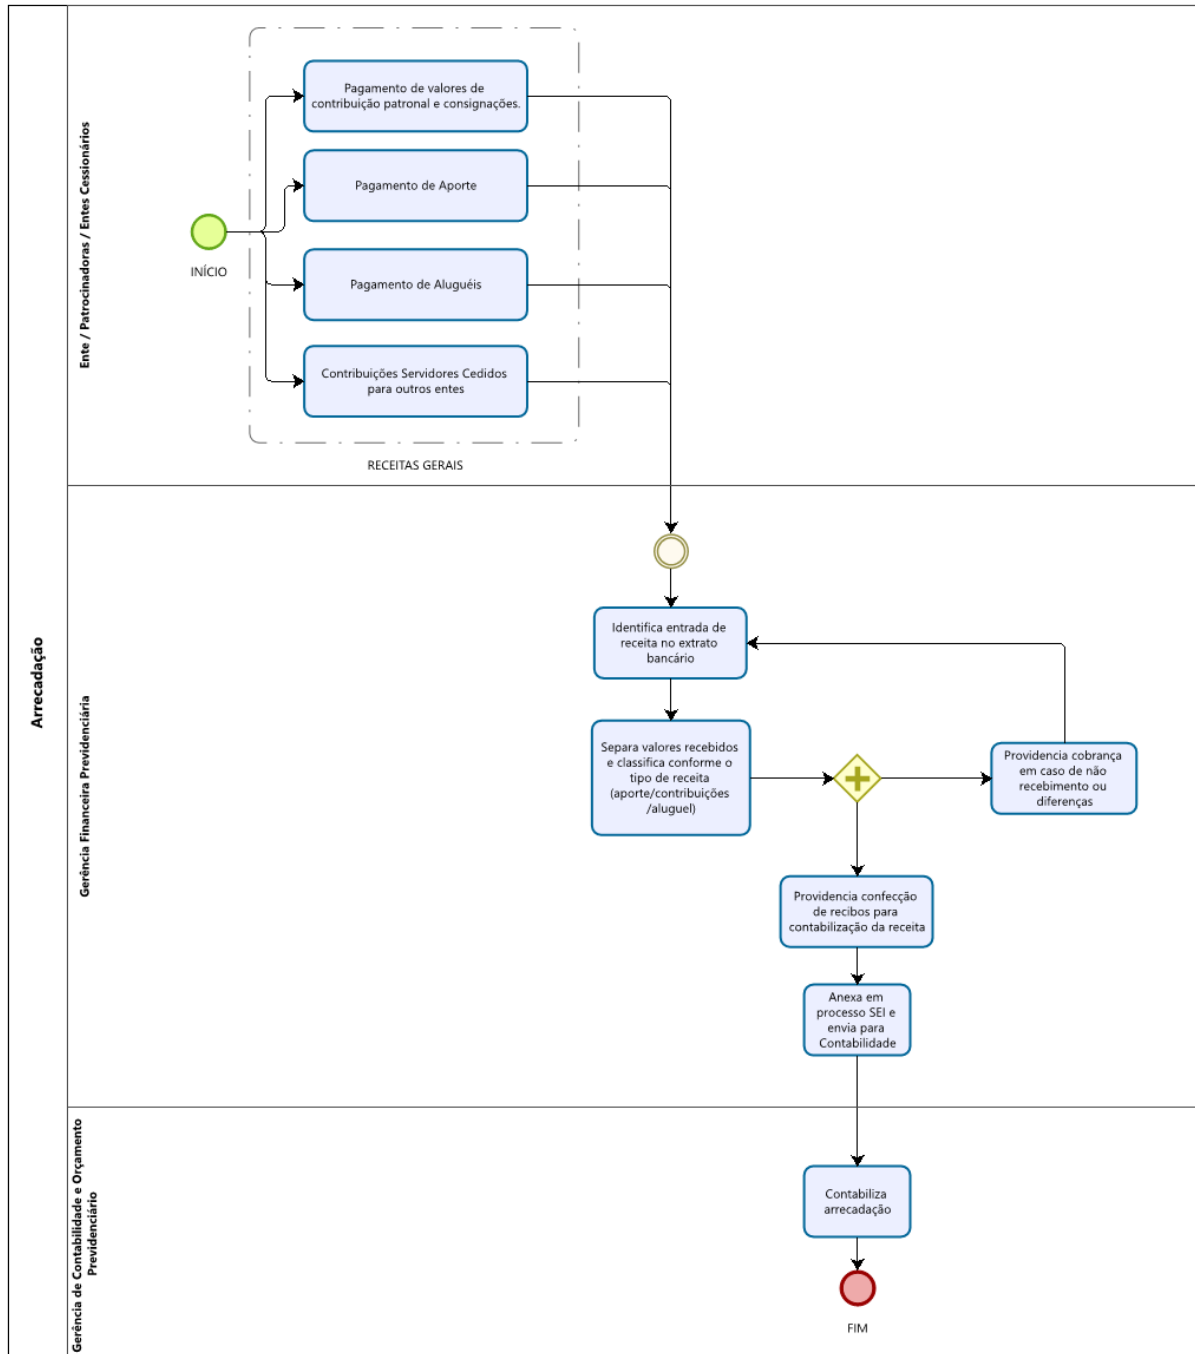 Arrecadação
Ente / Patrocinadoras / Entes Cessionários
Pagamento de valores de
contribuição patronal e consignações.
Pagamento de Aporte
INÍCIO
Pagamento de Aluguéis
Contribuições Servidores Cedidos
para outros entes
RECEITAS GERAIS
Gerência Financeira Previdenciária
Identifica entrada de
receita no extrato
bancário
Separa valores recebidos
e classifica conforme o
tipo de receita
(aporte/contribuições
/aluguel)
Providencia cobrança
em caso de não
recebimento ou
diferenças
Providencia confecção
de recibos para
contabilização da receita
Anexa em
processo SEI e
envia para
Contabilidade
Gerência de Contabilidade e Orçamento
Previdenciário
Contabiliza
arrecadação
FIM